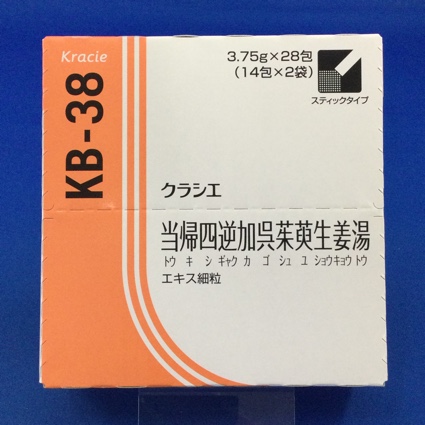 Kracie
KB-38
3.75g×28包
(14包×2袋)
スティックタイプ
クラシエ
当帰四逆加呉茱萸生姜湯
トウ キ シ ギャク カ ゴ シュ ユ ショウキョウ トウ
エキス細粒